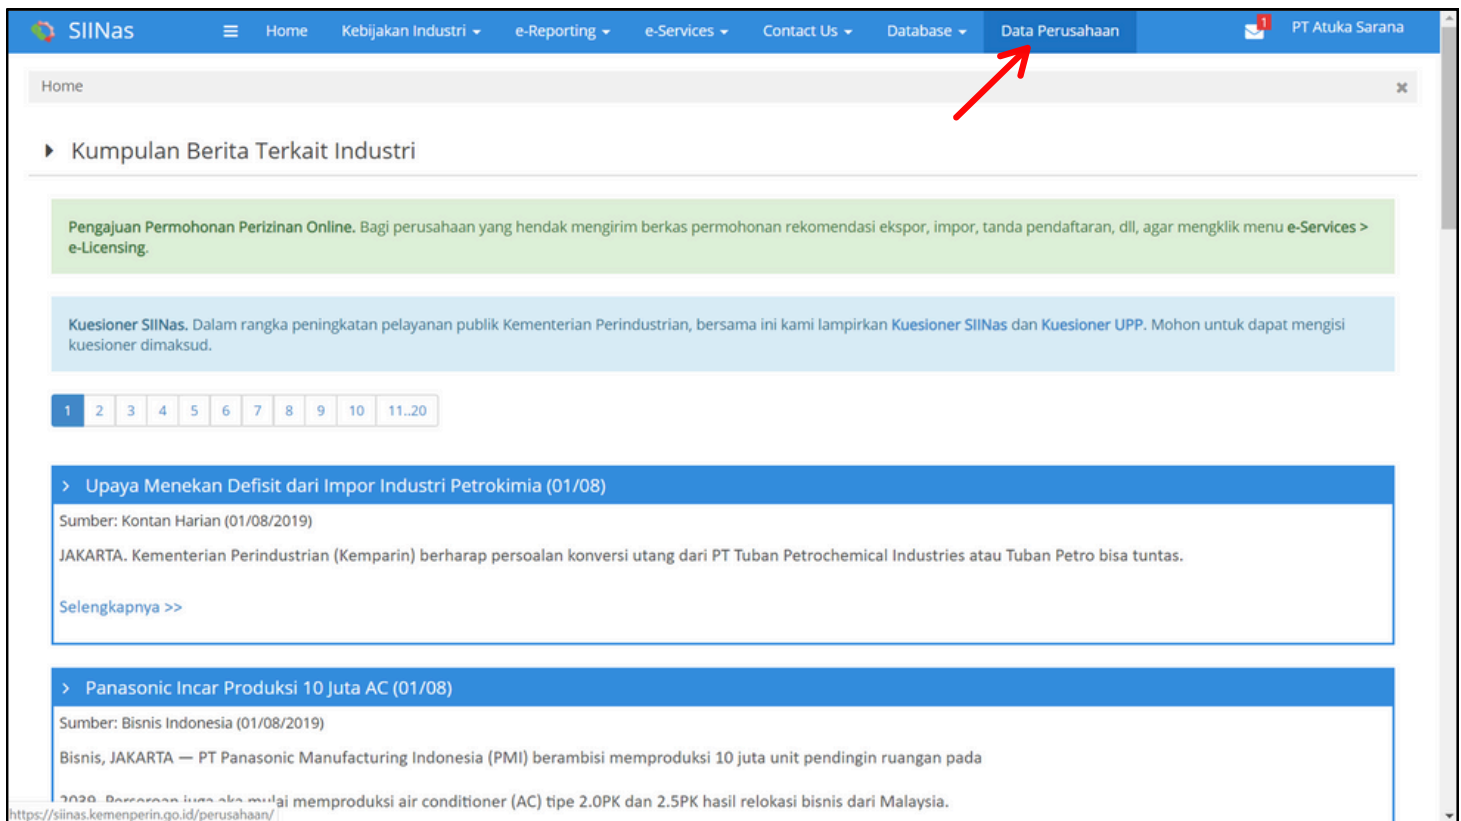 SIINas Home Kebijakan Industri e-Reporting e-Services Contact Us Database Data Perusahaan 1 PT Atuka Sarana
Home
Kumpulan Berita Terkait Industri
Pengajuan Permohonan Perizinan Online. Bagi perusahaan yang hendak mengirim berkas permohonan rekomendasi ekspor, impor, tanda pendaftaran, dll, agar mengklik menu e-Services >
e-Licensing.
Kuesioner SIINas. Dalam rangka peningkatan pelayanan publik Kementerian Perindustrian, bersama ini kami lampirkan Kuesioner SIINas dan Kuesioner UPP. Mohon untuk dapat mengisi
kuesioner dimaksud.
1 2 3 4 5 6 7 8 9 10 11..20
> Upaya Menekan Defisit dari Impor Industri Petrokimia (01/08)
Sumber: Kontan Harian (01/08/2019)
JAKARTA. Kementerian Perindustrian (Kemparin) berharap persoalan konversi utang dari PT Tuban Petrochemical Industries atau Tuban Petro bisa tuntas.
Selengkapnya >>
> Panasonic Incar Produksi 10 Juta AC (01/08)
Sumber: Bisnis Indonesia (01/08/2019)
Bisnis, JAKARTA — PT Panasonic Manufacturing Indonesia (PMI) berambisi memproduksi 10 juta unit pendingin ruangan pada
2039. Perseroan juga aka mulai memproduksi air conditioner (AC) tipe 2.0PK dan 2.5PK hasil relokasi bisnis dari Malaysia.
https://siinas.kemenperin.go.id/perusahaan/